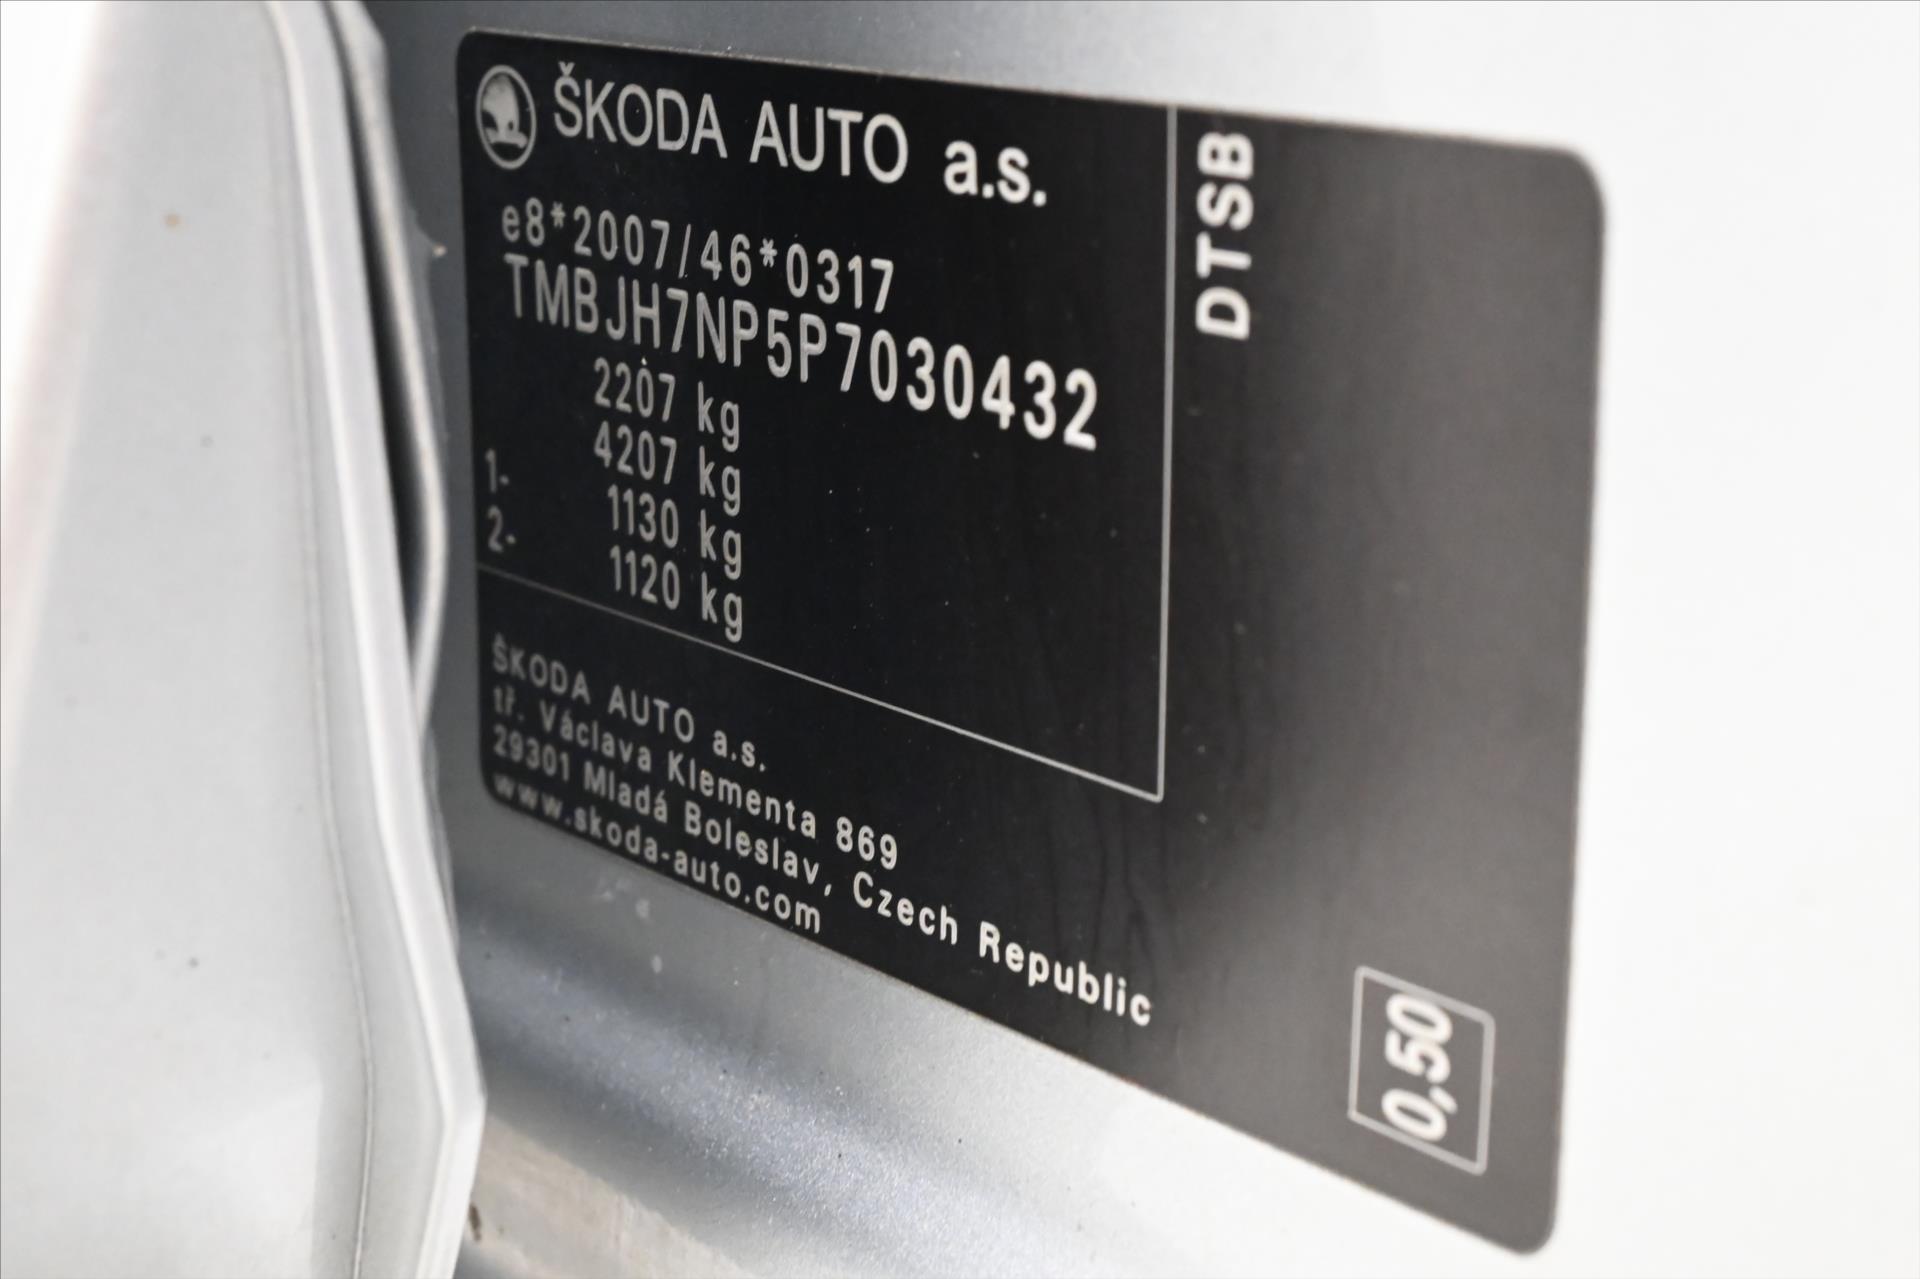 ŠKODA AUTO a.s.
e8*2007/46*0317
TMBJH7NP5P7030432
2207 kg
4207 kg
1- 1130 kg
2- 1120 kg
DTSB
ŠKODA AUTO a.s.
tř. Václava Klementa 869
29301 Mladá Boleslav, Czech Republic
www.skoda-auto.com
0,50